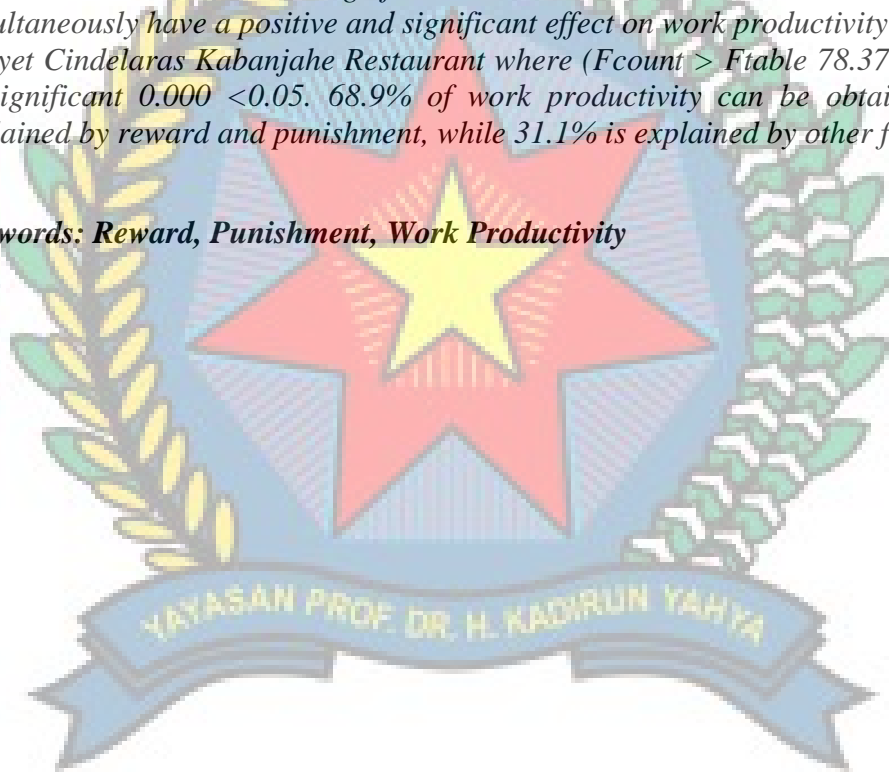 ultaneously have a positive and significant effect on work productivity
yet Cindelaras Kabanjahe Restaurant where (Fcount > Ftable 78.37
ignificant 0.000 <0.05. 68.9% of work productivity can be obtai
lained by reward and punishment, while 31.1% is explained by other f
words: Reward, Punishment, Work Productivity
YAYASAN PROF. DR. H. KADIRUN YAHYA